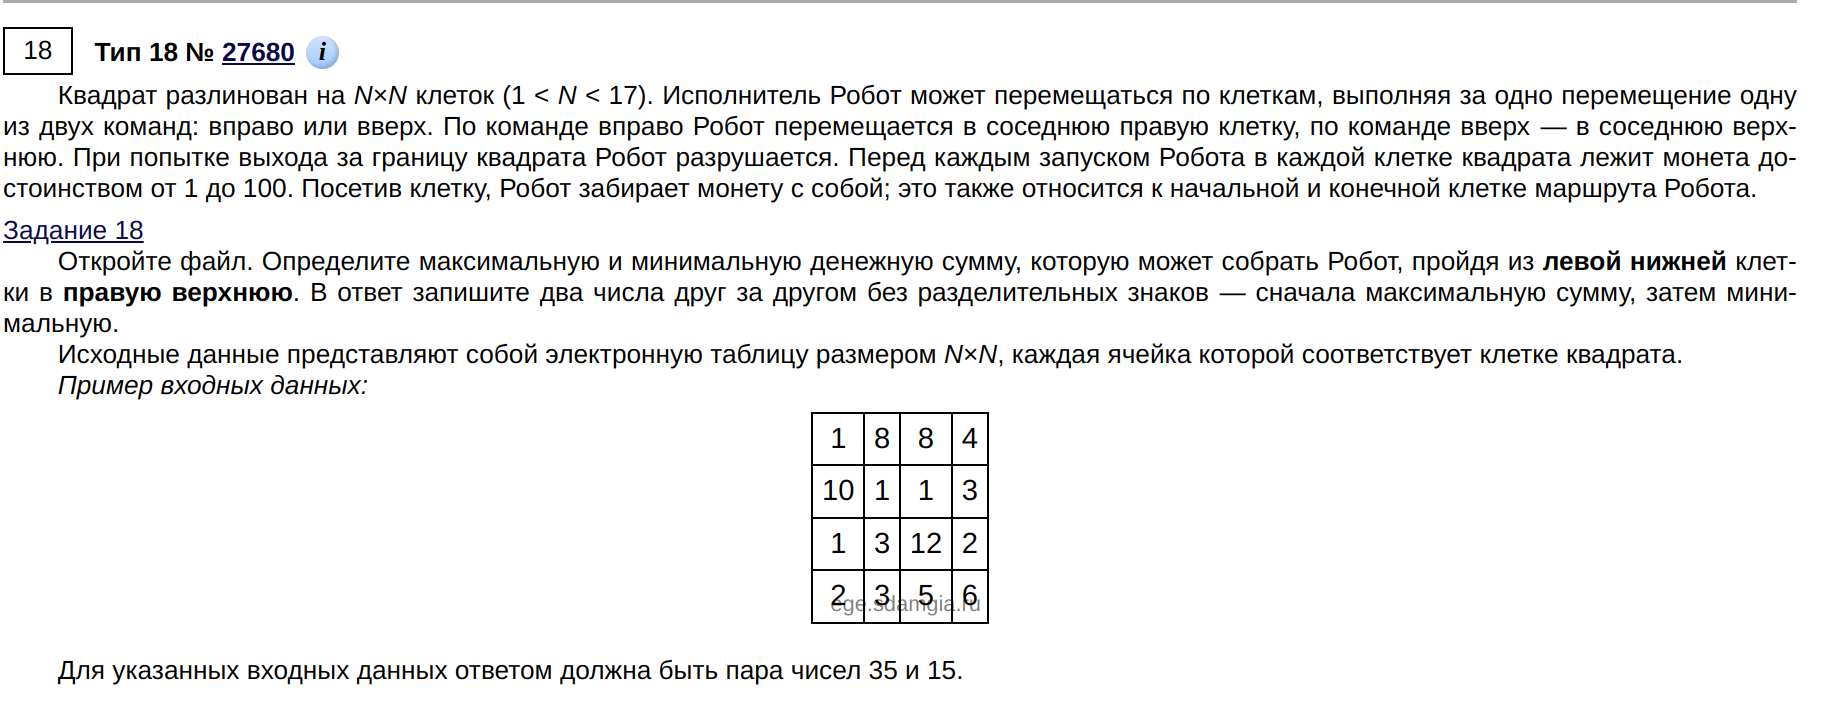 18 Тип 18 № 27680 i
Квадрат разлинован на N×N клеток (1 < N < 17). Исполнитель Робот может перемещаться по клеткам, выполняя за одно перемещение одну
из двух команд: вправо или вверх. По команде вправо Робот перемещается в соседнюю правую клетку, по команде вверх — в соседнюю верх-
нюю. При попытке выхода за границу квадрата Робот разрушается. Перед каждым запуском Робота в каждой клетке квадрата лежит монета до-
стоинством от 1 до 100. Посетив клетку, Робот забирает монету с собой; это также относится к начальной и конечной клетке маршрута Робота.
Задание 18
Откройте файл. Определите максимальную и минимальную денежную сумму, которую может собрать Робот, пройдя из левой нижней клет-
ки в правую верхнюю. В ответ запишите два числа друг за другом без разделительных знаков — сначала максимальную сумму, затем мини-
мальную.
Исходные данные представляют собой электронную таблицу размером N×N, каждая ячейка которой соответствует клетке квадрата.
Пример входных данных:
1 8 8 4
10 1 1 3
1 3 12 2
2 3 5 6
ege.sdamgia.ru
Для указанных входных данных ответом должна быть пара чисел 35 и 15.